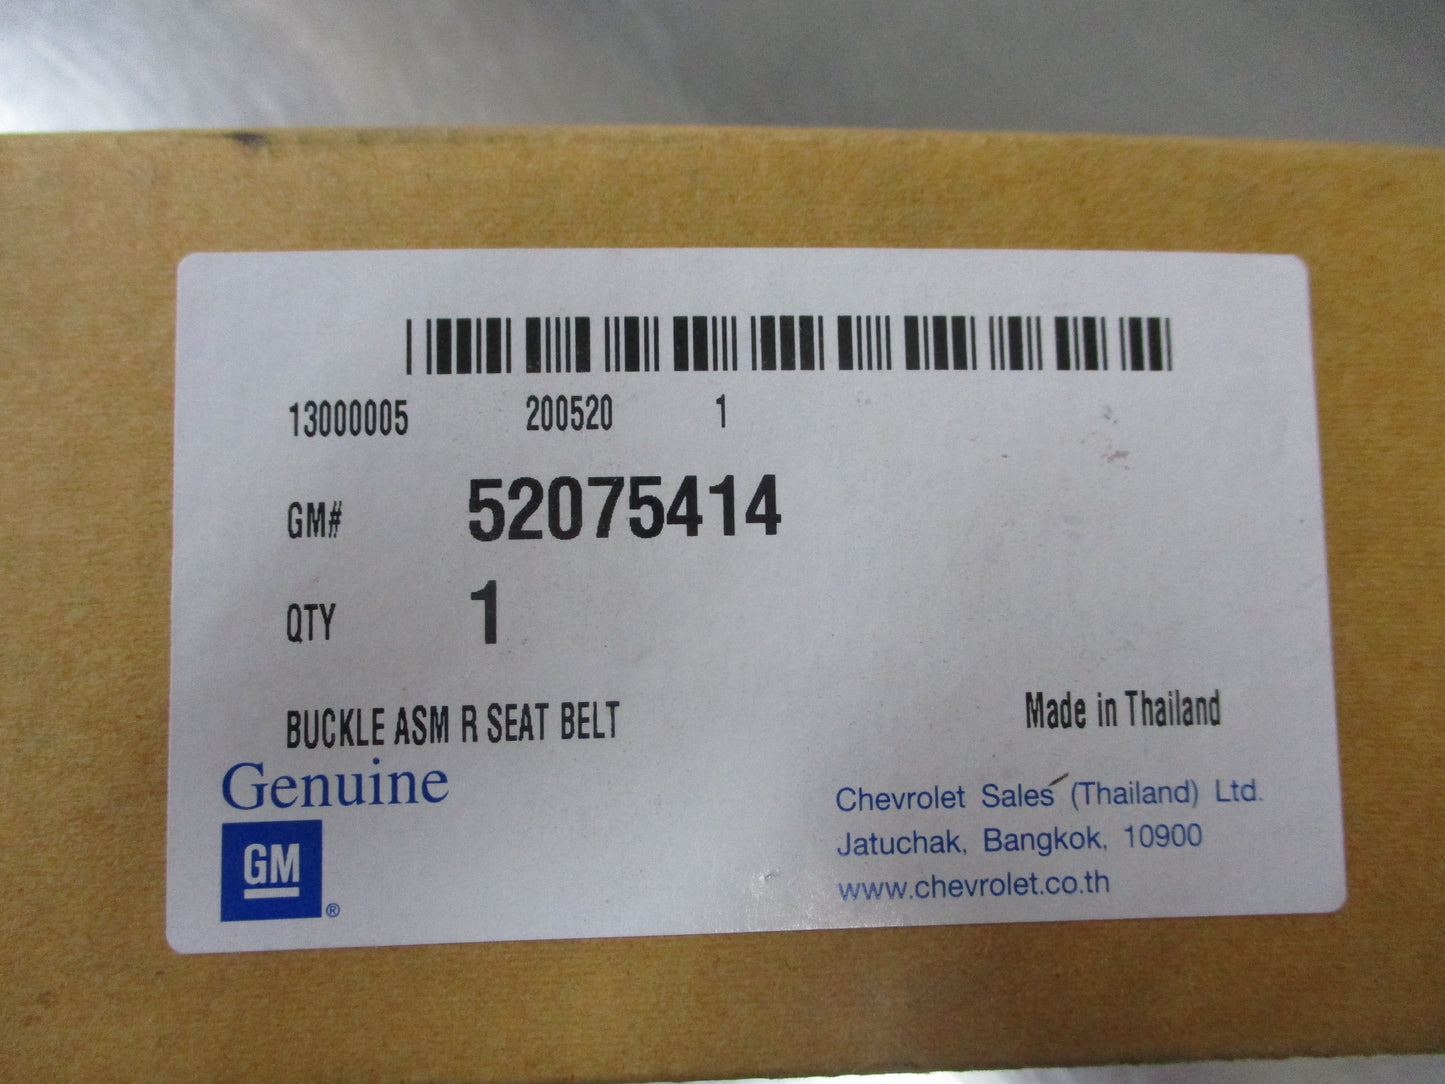 13000005 200520 1
GM# 52075414
QTY 1
BUCKLE ASM R SEAT BELT
Made in Thailand
Genuine
GM ®
Chevrolet Sales (Thailand) Ltd.
Jatuchak, Bangkok, 10900
www.chevrolet.co.th